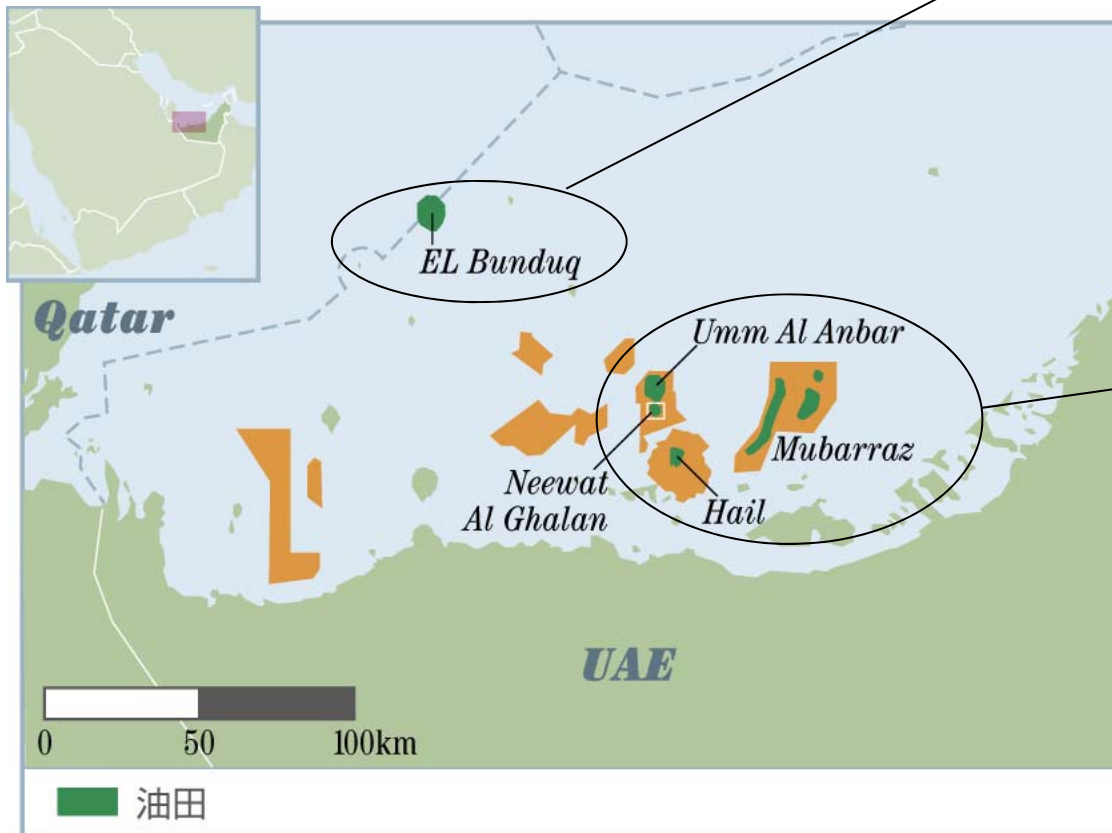 EL Bunduq
Qatar
Umm Al Anbar
Mubarraz
Neewat
Al Ghalan
Hail
UAE
0 50 100km
油田